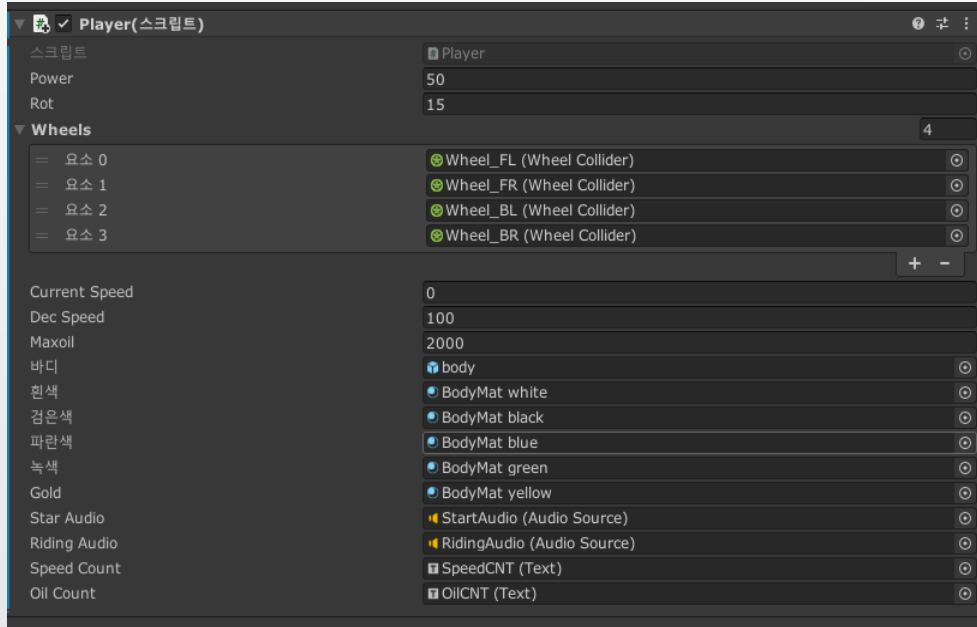 Player(스크립트)
스크립트 Player
Power 50
Rot 15
Wheels 4
요소 0 Wheel_FL (Wheel Collider)
요소 1 Wheel_FR (Wheel Collider)
요소 2 Wheel_BL (Wheel Collider)
요소 3 Wheel_BR (Wheel Collider)
+ -
Current Speed 0
Dec Speed 100
Maxoil 2000
바디 body
흰색 BodyMat white
검은색 BodyMat black
파란색 BodyMat blue
녹색 BodyMat green
Gold BodyMat yellow
Star Audio StartAudio (Audio Source)
Riding Audio RidingAudio (Audio Source)
Speed Count SpeedCNT (Text)
Oil Count OilCNT (Text)